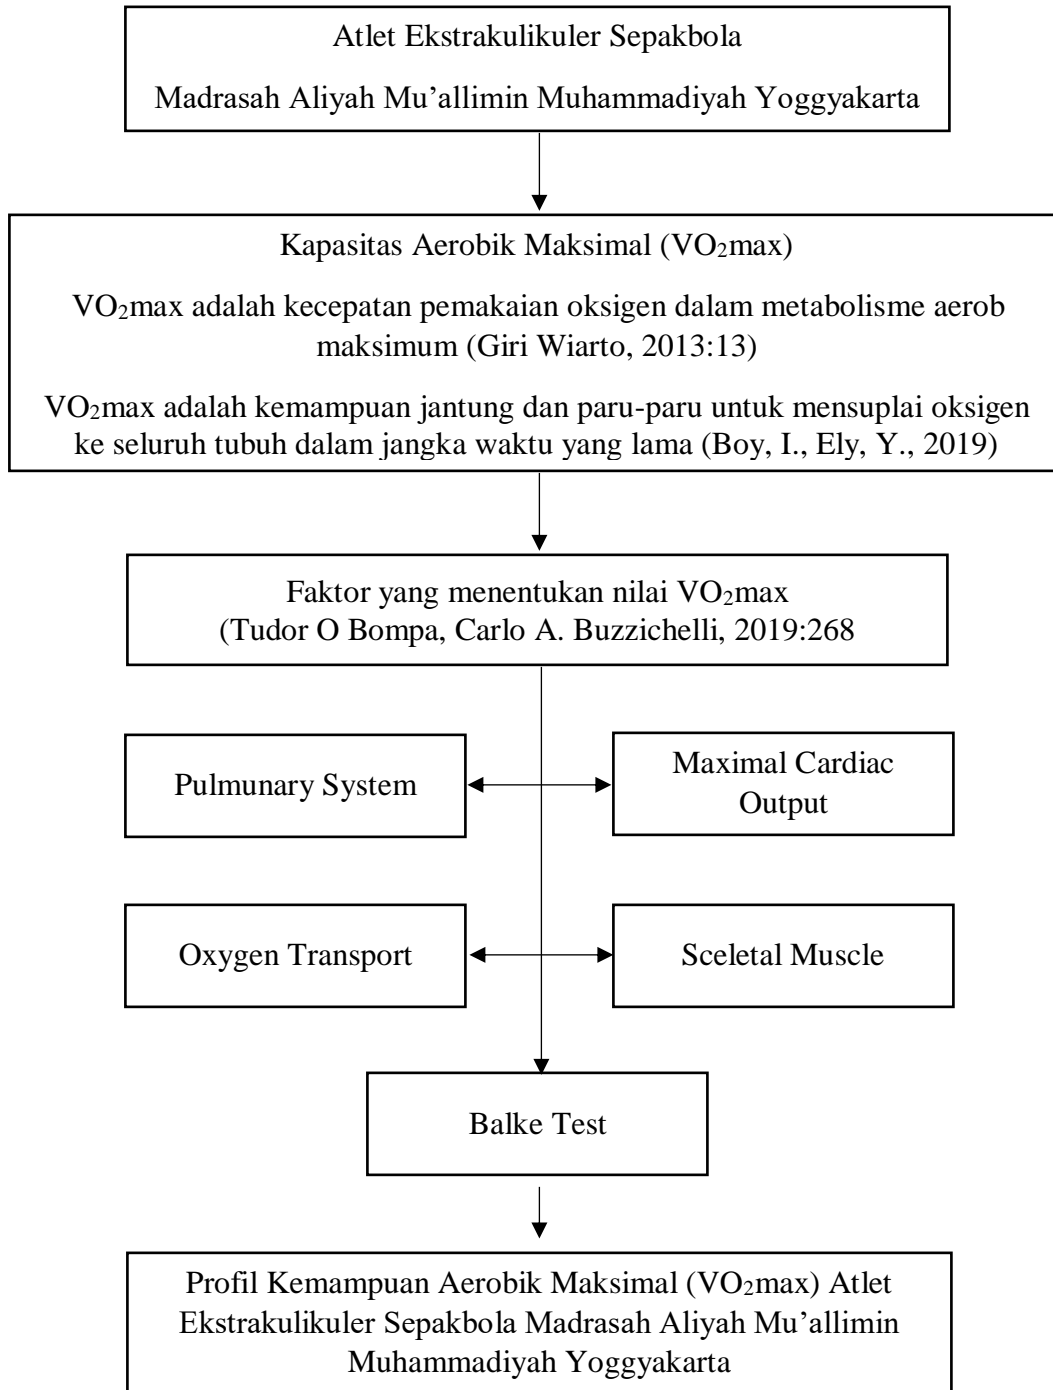 Atlet Ekstrakulikuler Sepakbola
Madrasah Aliyah Mu’allimin Muhammadiyah Yoggyakarta
Kapasitas Aerobik Maksimal (VO₂max)
VO₂max adalah kecepatan pemakaian oksigen dalam metabolisme aerob
maksimum (Giri Wiarto, 2013:13)
VO₂max adalah kemampuan jantung dan paru-paru untuk mensuplai oksigen
ke seluruh tubuh dalam jangka waktu yang lama (Boy, I., Ely, Y., 2019)
Faktor yang menentukan nilai VO₂max
(Tudor O Bompa, Carlo A. Buzzichelli, 2019:268
Pulmunary System
Maximal Cardiac
Output
Oxygen Transport
Sceletal Muscle
Balke Test
Profil Kemampuan Aerobik Maksimal (VO₂max) Atlet
Ekstrakulikuler Sepakbola Madrasah Aliyah Mu’allimin
Muhammadiyah Yoggyakarta